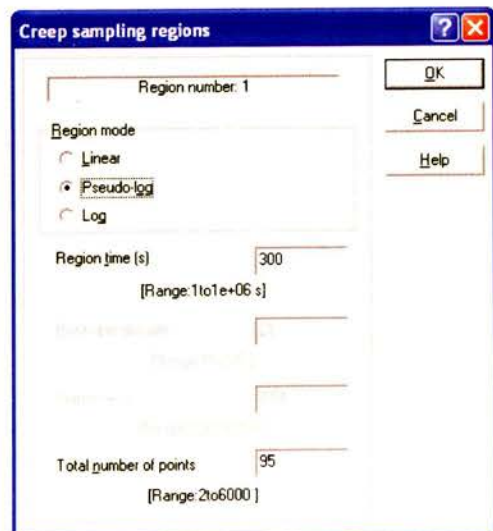 Creep sampling regions
Region number: 1
OK
Cancel
Help
Region mode
Linear
Pseudo-log
Log
Region time (s)
300
[Range:1to1e+06 s]
Total number of points
95
[Range:2to6000 ]